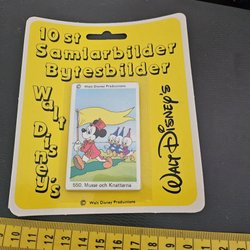 10 st
Samlarbilder
Bytesbilder
Walt Disney's
© Walt Disney Productions
550. Musse och Knattarna
WALT DISNEY'S
© Walt Disney Productions